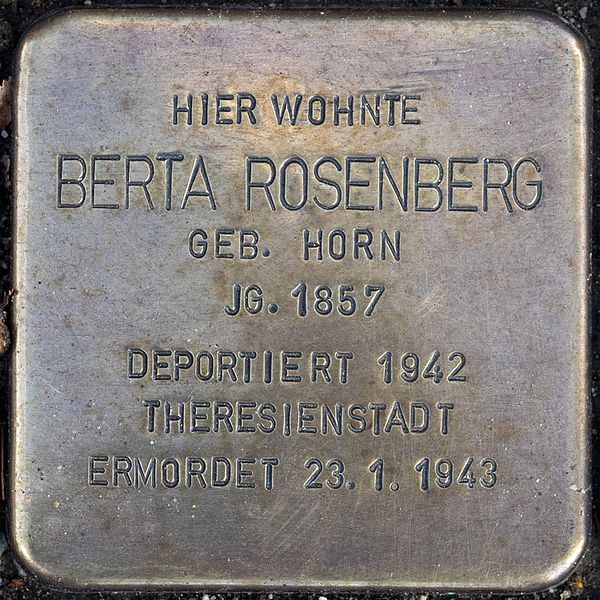 HIER WOHNTE
BERTA ROSENBERG
GEB. HORN
JG. 1857
DEPORTIERT 1942
THERESIENSTADT
ERMORDET 23.1.1943